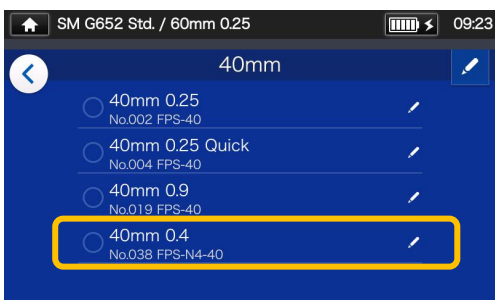 SM G652 Std. / 60mm 0.25
09:23
40mm
40mm 0.25
No.002 FPS-40
40mm 0.25 Quick
No.004 FPS-40
40mm 0.9
No.019 FPS-40
40mm 0.4
No.038 FPS-N4-40